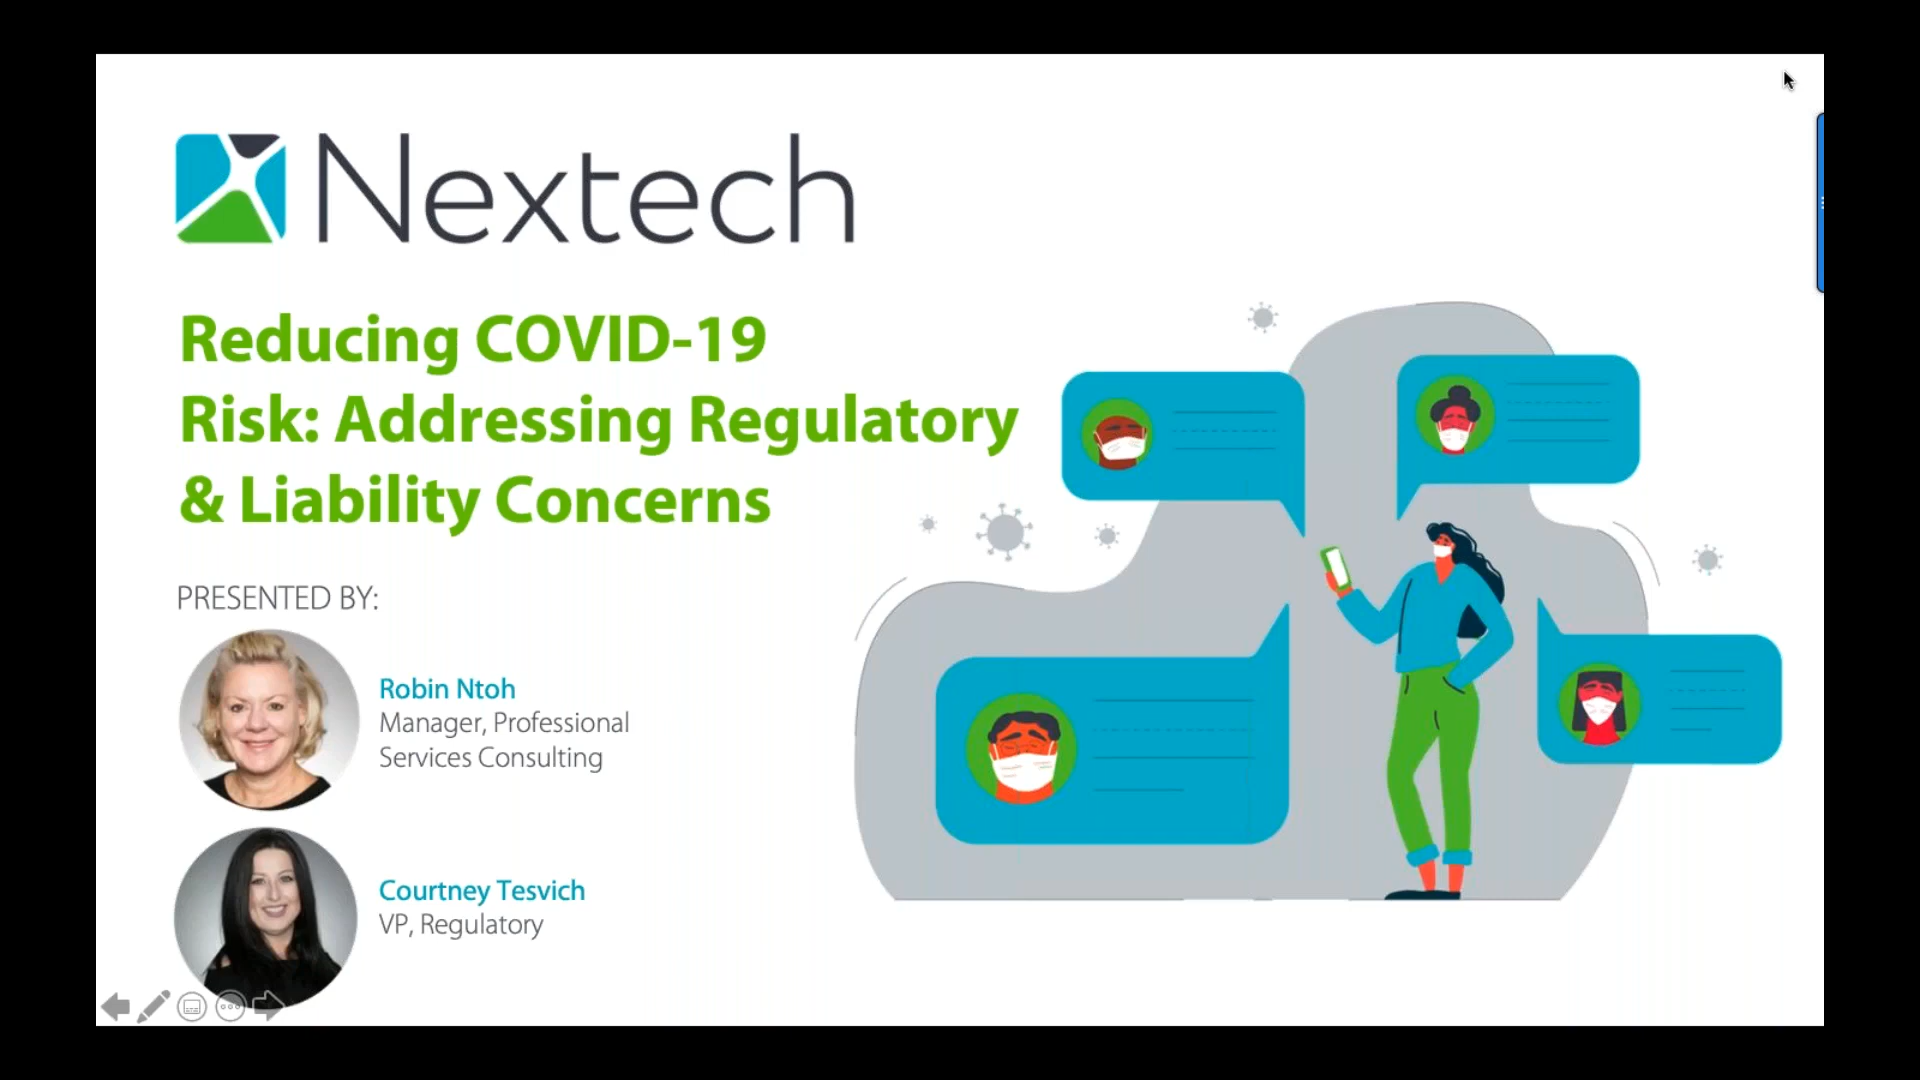 Nextech
Reducing COVID-19
Risk: Addressing Regulatory
& Liability Concerns
PRESENTED BY:
Robin Ntoh
Manager, Professional
Services Consulting
Courtney Tesvich
VP, Regulatory